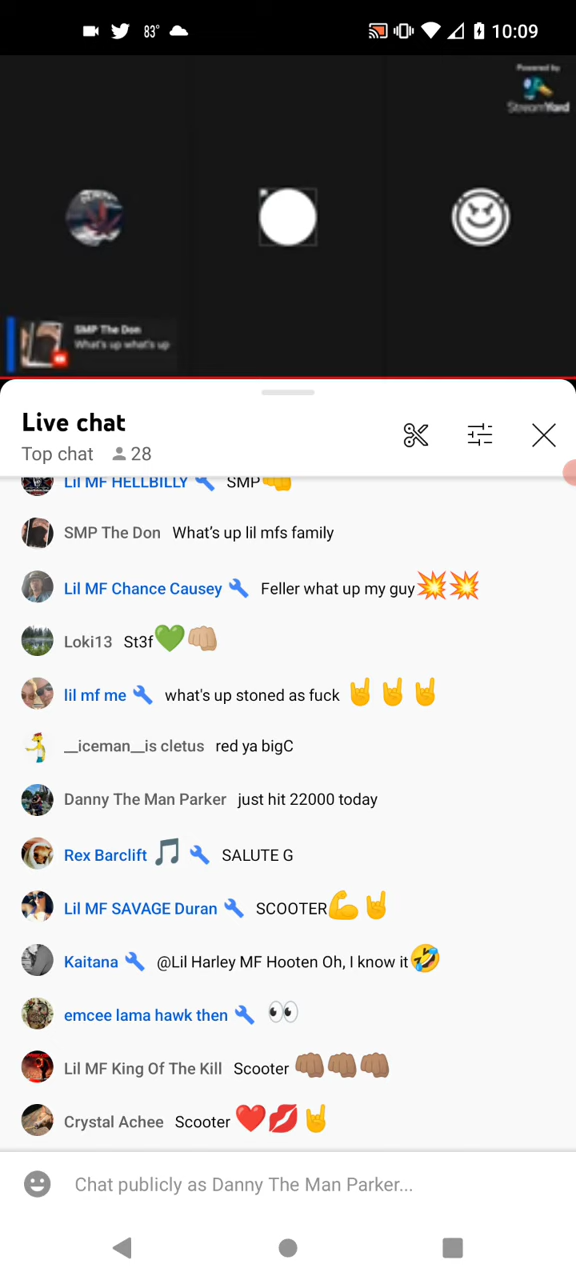 83° 10:09
Powered by
StreamYard
SMP The Don
What's up what's up
Live chat
Top chat 28
Lil MF HELLBILLY SMP👊
SMP The Don What's up lil mfs family
Lil MF Chance Causey Feller what up my guy💥💥
Loki13 St3f💚👊🏼
lil mf me what's up stoned as fuck 🤘🤘🤘
__iceman__is cletus red ya bigC
Danny The Man Parker just hit 22000 today
Rex Barclift 🎵 SALUTE G
Lil MF SAVAGE Duran SCOOTER💪🤘
Kaitana @Lil Harley MF Hooten Oh, I know it🤣
emcee lama hawk then 👀
Lil MF King Of The Kill Scooter 👊🏽👊🏽👊🏽
Crystal Achee Scooter ❤️💋🤘
Chat publicly as Danny The Man Parker...